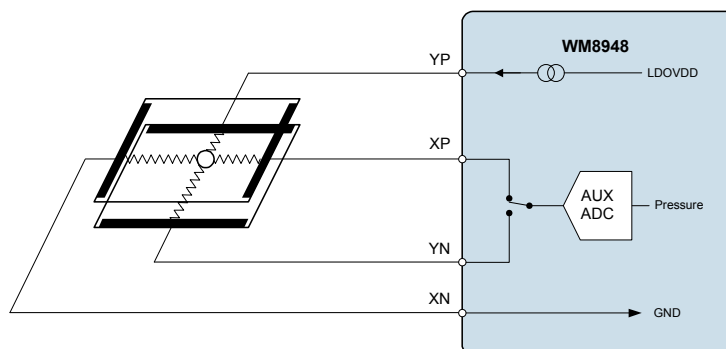 WM8948
YP
LDOVDD
XP
AUX
ADC
Pressure
YN
XN
GND